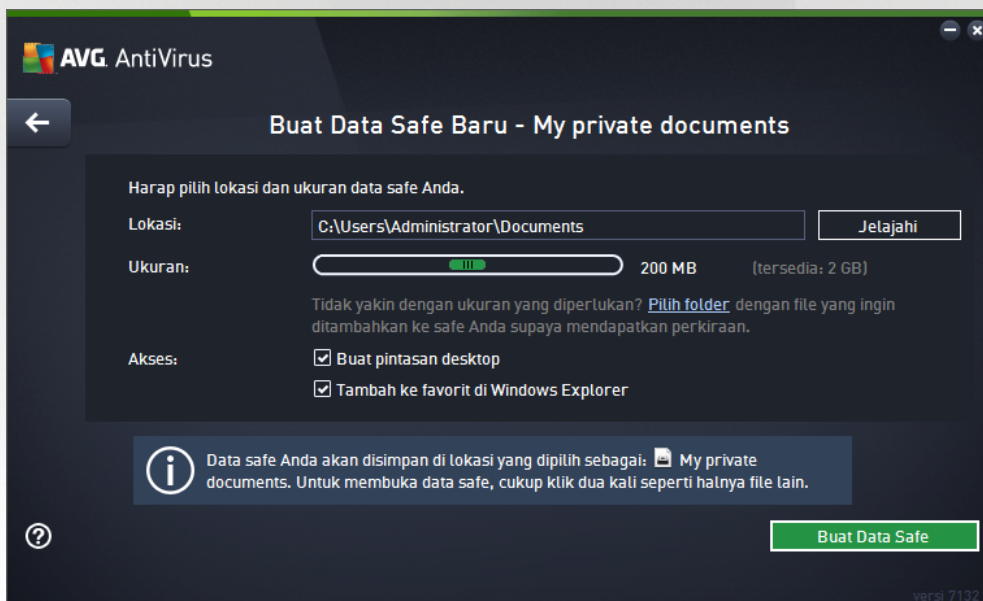 AVG. AntiVirus
Buat Data Safe Baru - My private documents
Harap pilih lokasi dan ukuran data safe Anda.
Lokasi: C:\Users\Administrator\Documents Jelajahi
Ukuran: 200 MB (tersedia: 2 GB)
Tidak yakin dengan ukuran yang diperlukan? Pilih folder dengan file yang ingin
ditambahkan ke safe Anda supaya mendapatkan perkiraan.
Akses: Buat pintasan desktop
Tambah ke favorit di Windows Explorer
Data safe Anda akan disimpan di lokasi yang dipilih sebagai: My private
documents. Untuk membuka data safe, cukup klik dua kali seperti halnya file lain.
Buat Data Safe
versi 7132